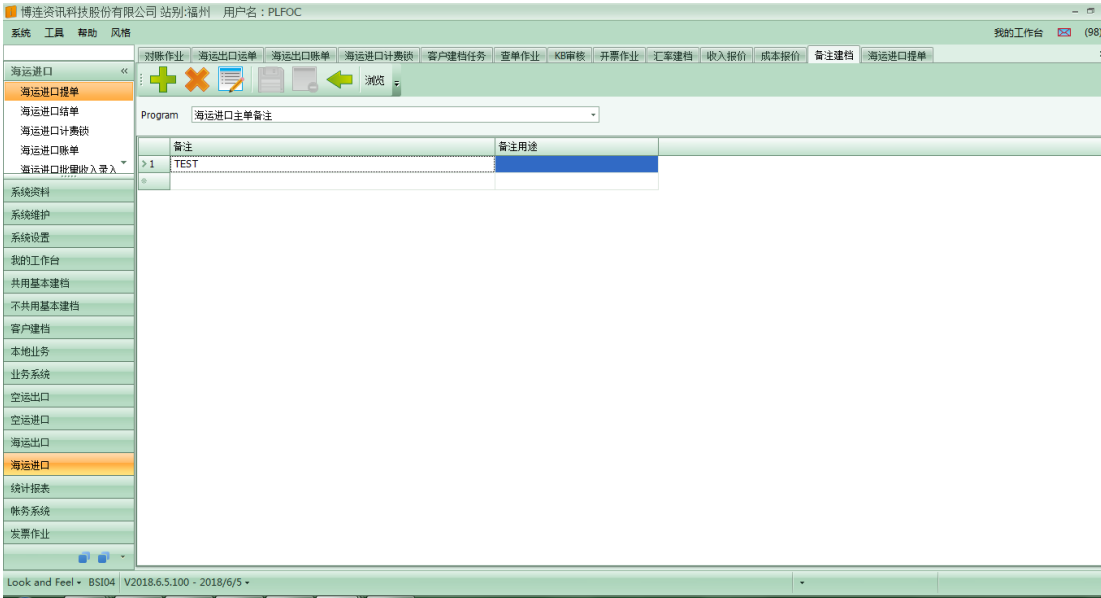 博连资讯科技股份有限公司 站别:福州 用户名：PLFOC
系统 工具 帮助 风格 我的工作台 (98)
对账作业 海运出口运单 海运出口账单 海运进口计费锁 客户建档任务 查单作业 KB审核 开票作业 汇率建档 收入报价 成本报价 备注建档 海运进口提单
海运进口 «
浏览
海运进口提单
海运进口结单
海运进口计费锁
海运进口账单
海运进口批量收入录入
Program 海运进口主单备注
备注 备注用途
1 TEST
系统资料
系统维护
系统设置
我的工作台
共用基本建档
不共用基本建档
客户建档
本地业务
业务系统
空运出口
空运进口
海运出口
海运进口
统计报表
帐务系统
发票作业
Look and Feel BSI04 V2018.6.5.100 - 2018/6/5